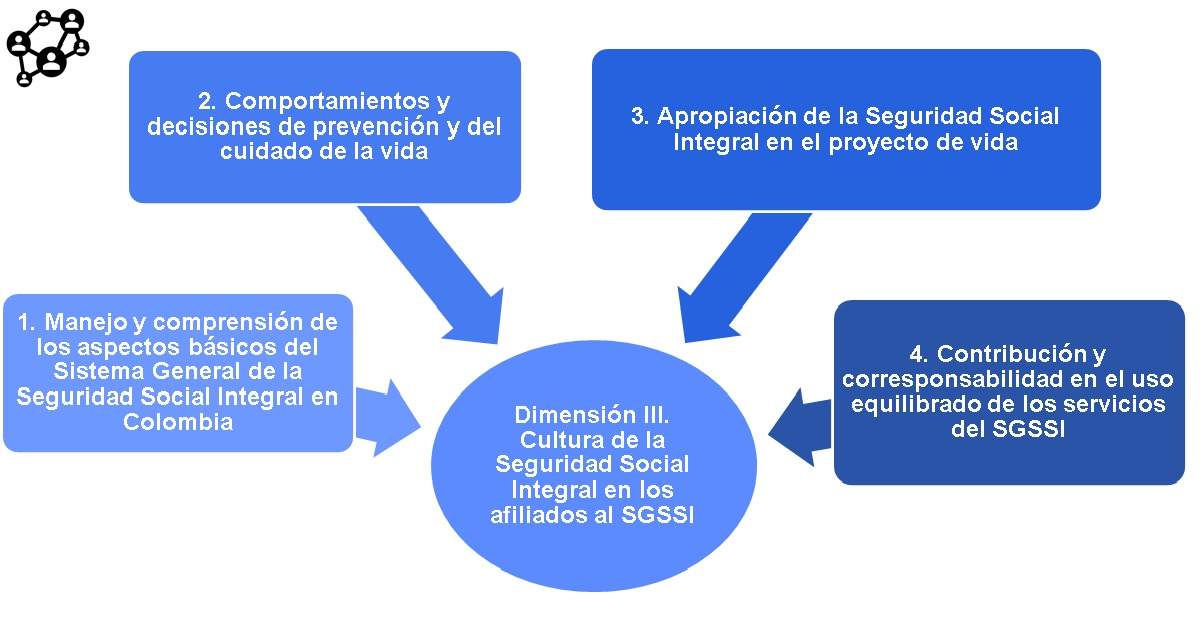 2. Comportamientos y
decisiones de prevención y del
cuidado de la vida
3. Apropiación de la Seguridad Social
Integral en el proyecto de vida
1. Manejo y comprensión de
los aspectos básicos del
Sistema General de la
Seguridad Social Integral en
Colombia
4. Contribución y
corresponsabilidad en el uso
equilibrado de los servicios
del SGSSI
Dimensión III.
Cultura de la
Seguridad Social
Integral en los
afiliados al SGSSI